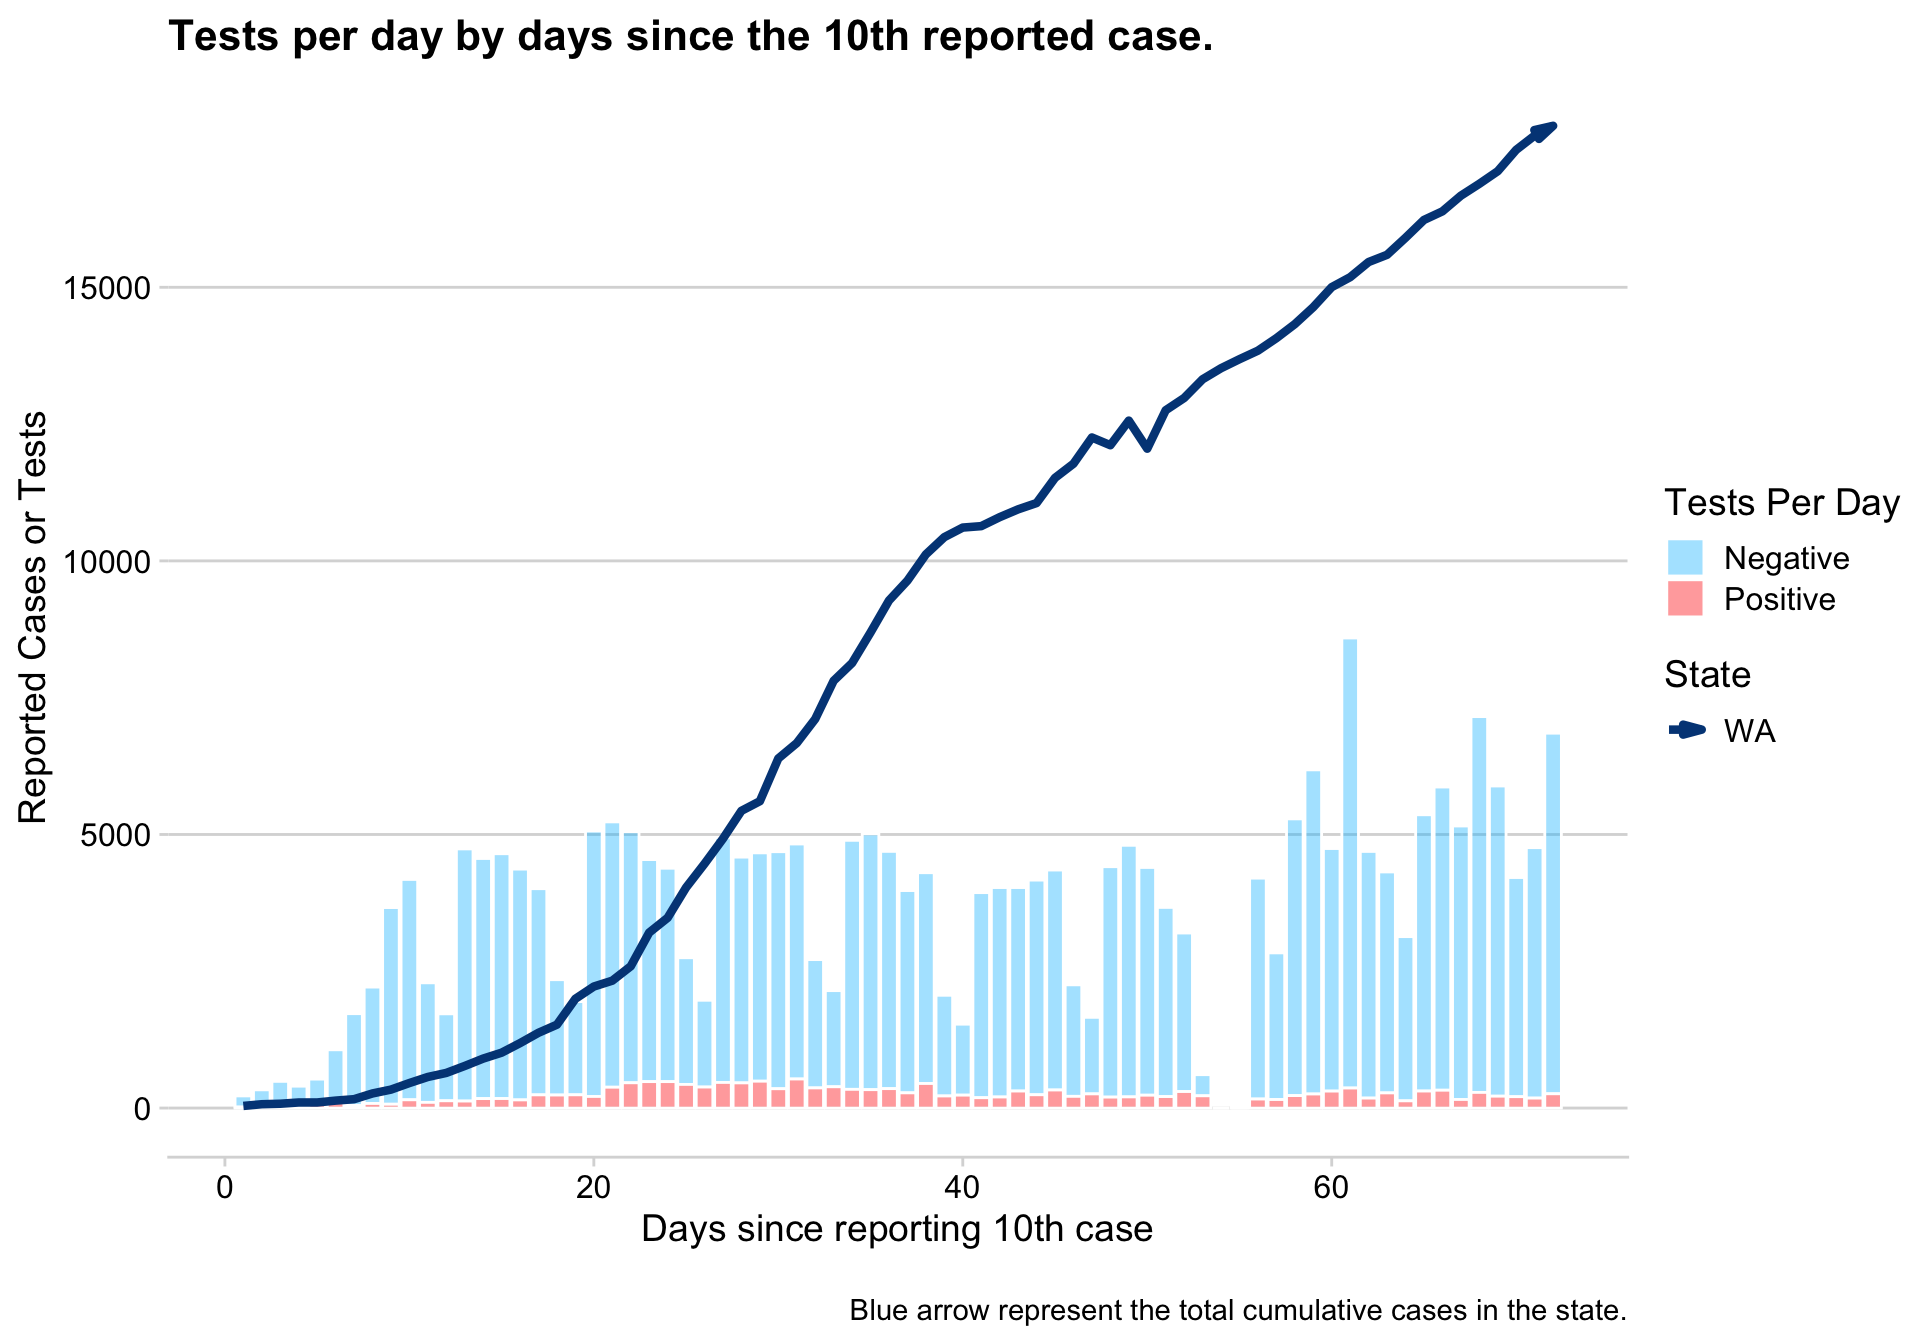 Tests per day by days since the 10th reported case.
Reported Cases or Tests
15000
10000
5000
0
0 20 40 60
Days since reporting 10th case
Tests Per Day
Negative
Positive
State
WA
Blue arrow represent the total cumulative cases in the state.